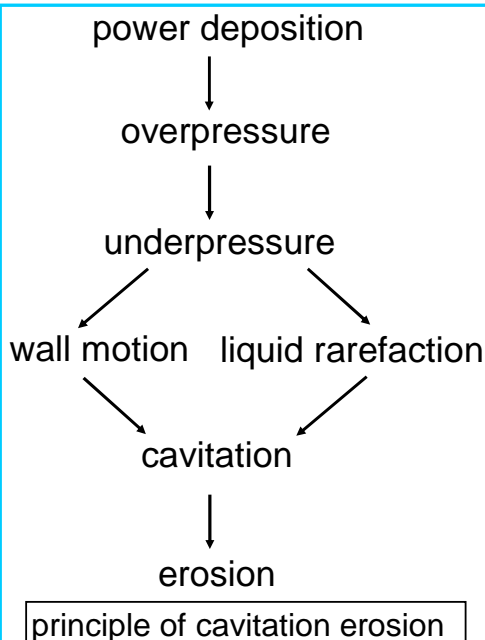 power deposition
overpressure
underpressure
wall motion liquid rarefaction
cavitation
erosion
principle of cavitation erosion